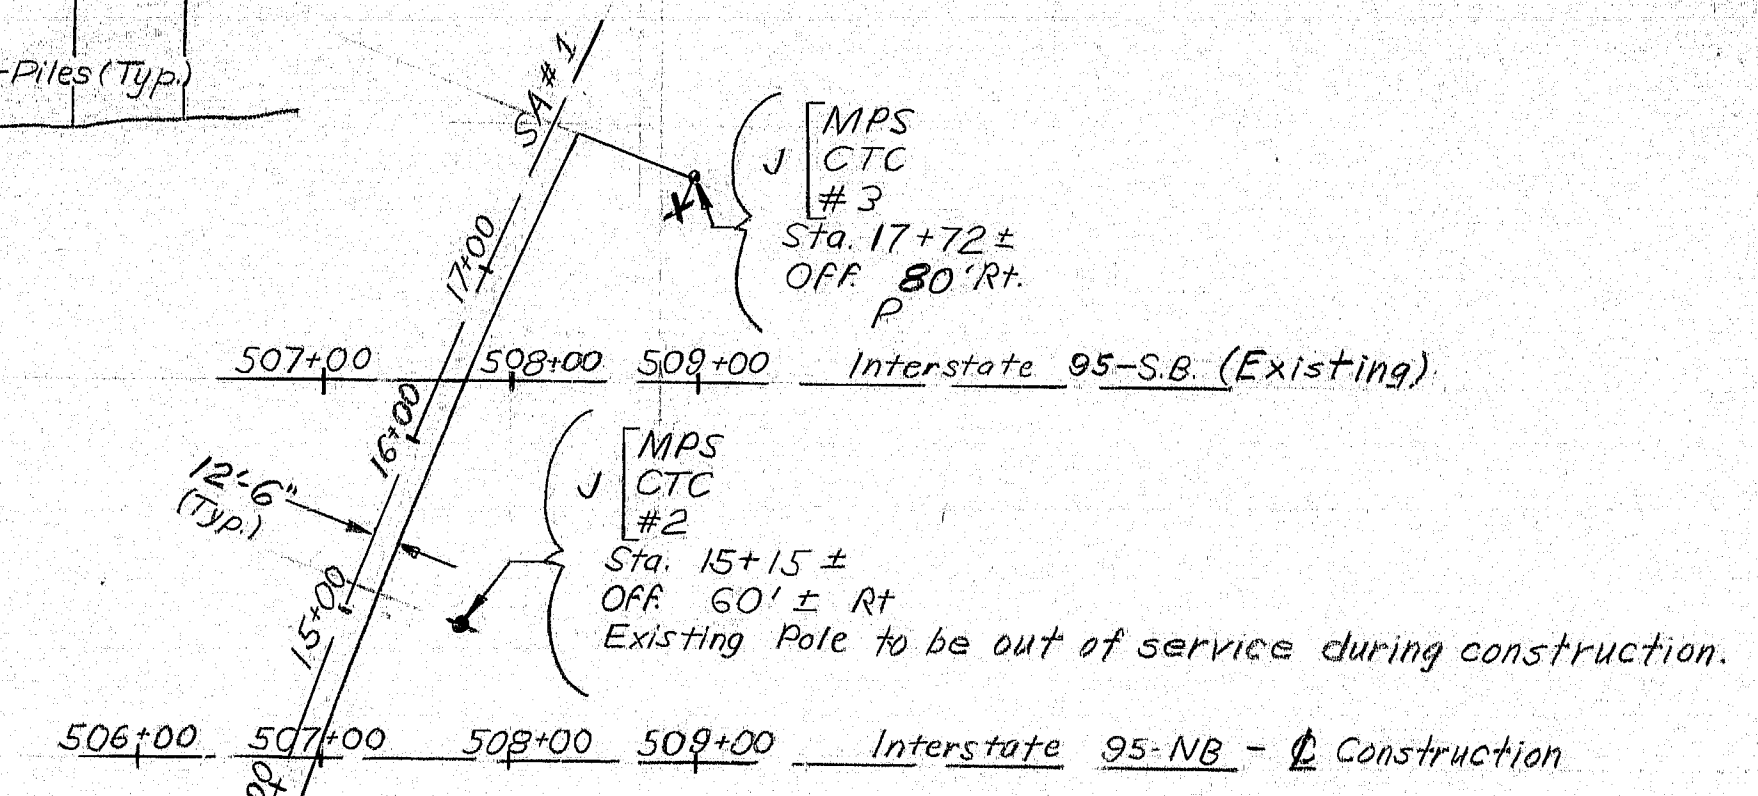 -Piles (Typ.)
SA # 1
J
MPS
CTC
# 3
Sta. 17+72 ±
Off. 80' Rt.
P
17+00
507+00 508+00 509+00 Interstate 95-S.B. (Existing)
16+00
12'-6"
(Typ.)
J
MPS
CTC
#2
Sta. 15+15 ±
Off. 60' ± Rt
Existing Pole to be out of service during construction.
15+00
506+00 507+00 508+00 509+00 Interstate 95-NB - ℄ Construction